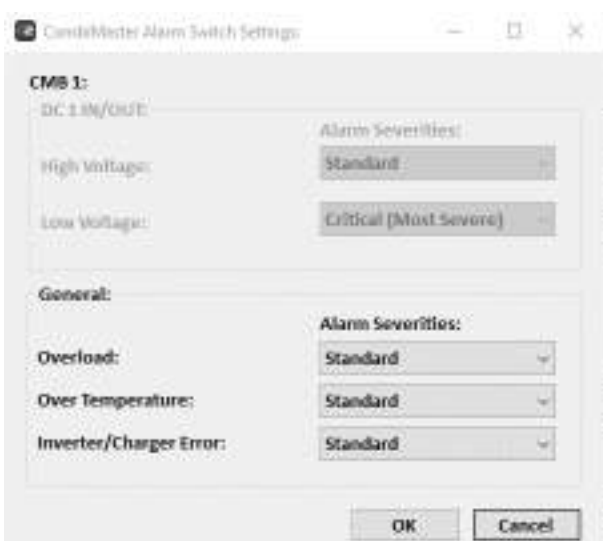 CombiMaster Alarm Switch Settings
CMB 1:
DC 1 IN/OUT:
Alarm Severities:
High Voltage: Standard
Low Voltage: Critical (Most Severe)
General:
Alarm Severities:
Overload: Standard
Over Temperature: Standard
Inverter/Charger Error: Standard
OK Cancel